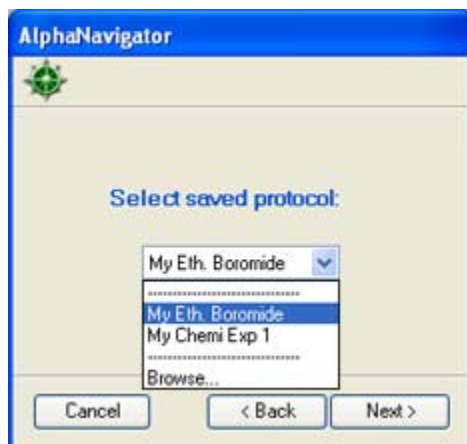 AlphaNavigator
Select saved protocol:
My Eth. Boromide
-------------------------------
My Eth. Boromide
My Chemi Exp 1
-------------------------------
Browse...
Cancel
< Back
Next >